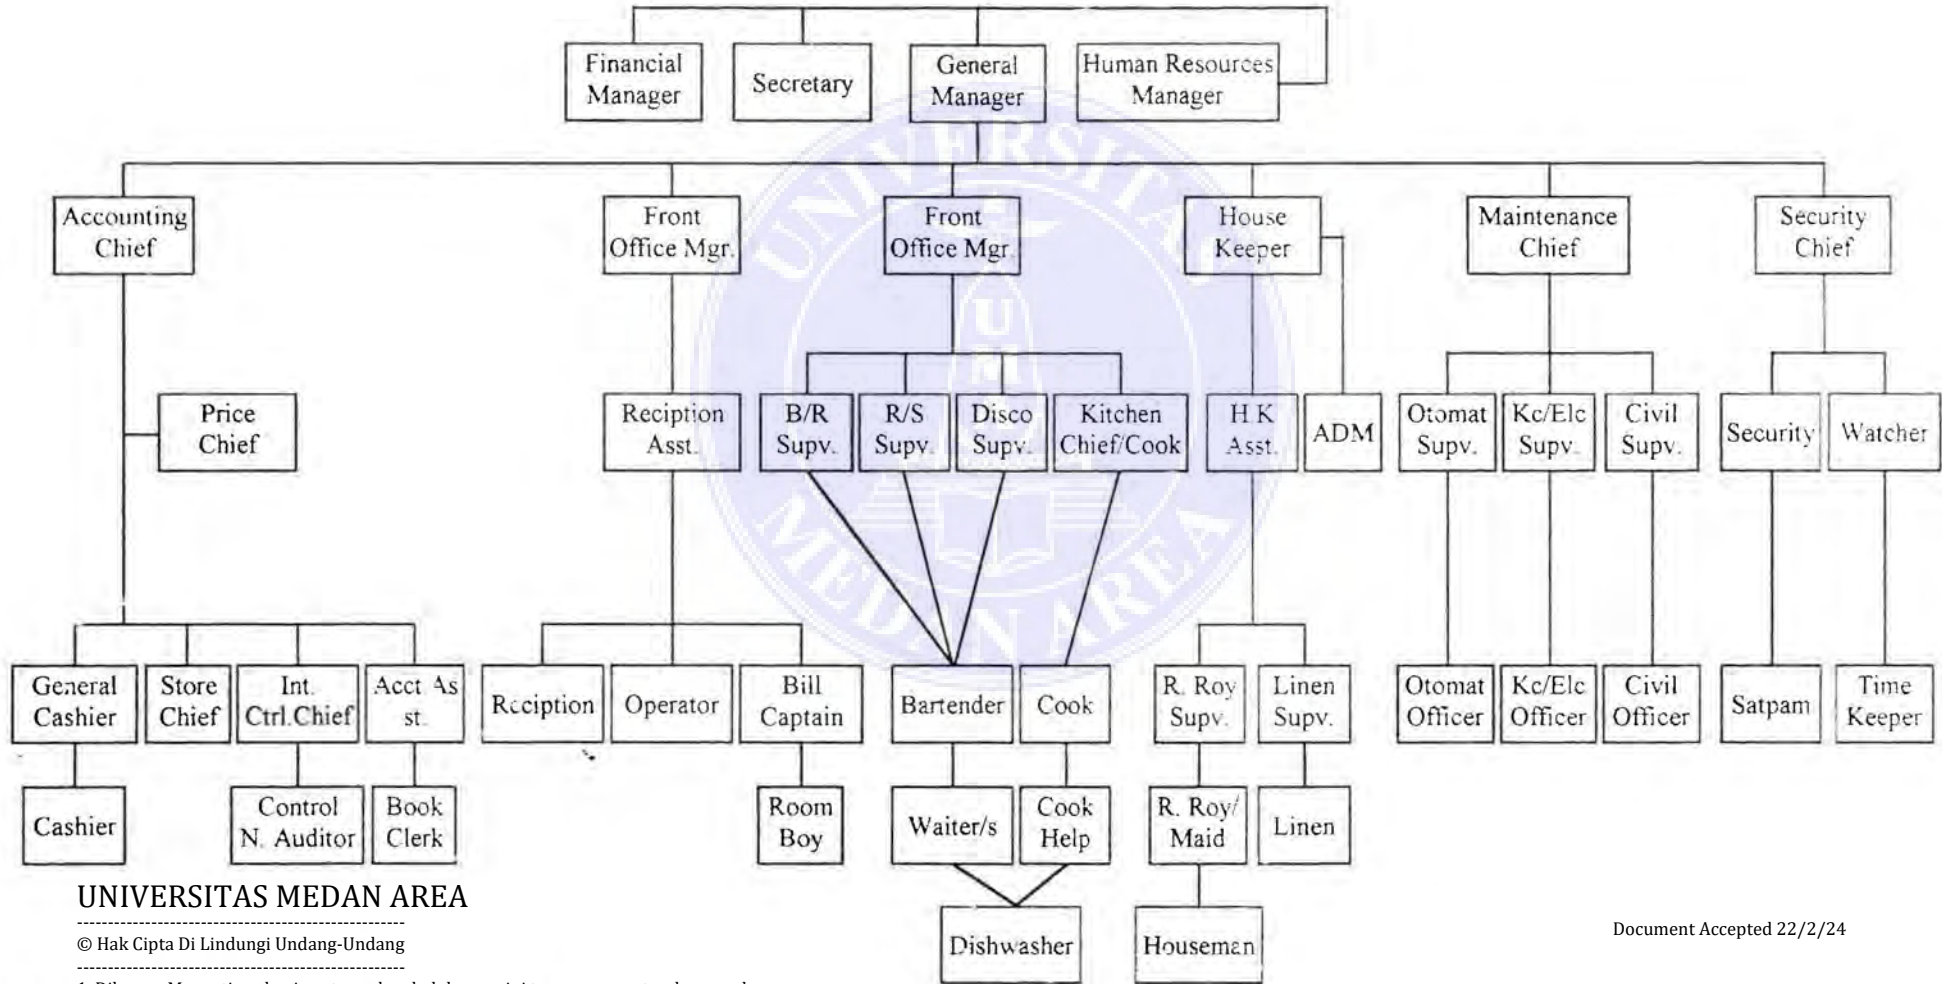 Financial
Manager
Secretary
General
Manager
Human Resources
Manager
Accounting
Chief
Front
Office Mgr.
Front
Office Mgr.
House
Keeper
Maintenance
Chief
Security
Chief
Price
Chief
Reciption
Asst.
B/R
Supv.
R/S
Supv.
Disco
Supv.
Kitchen
Chief/Cook
H K
Asst.
ADM
Otomat
Supv.
Kc/Elc
Supv.
Civil
Supv.
Security
Watcher
General
Cashier
Store
Chief
Int.
Ctrl.Chief
Acct As
st.
Reciption
Operator
Bill
Captain
Bartender
Cook
R. Roy
Supv.
Linen
Supv.
Otomat
Officer
Kc/Elc
Officer
Civil
Officer
Satpam
Time
Keeper
Cashier
Control
N. Auditor
Book
Clerk
Room
Boy
Waiter/s
Cook
Help
R. Roy/
Maid
Linen
Dishwasher
Houseman
UNIVERSITAS MEDAN AREA
UNIVERSITAS MEDAN AREA
© Hak Cipta Di Lindungi Undang-Undang
Document Accepted 22/2/24